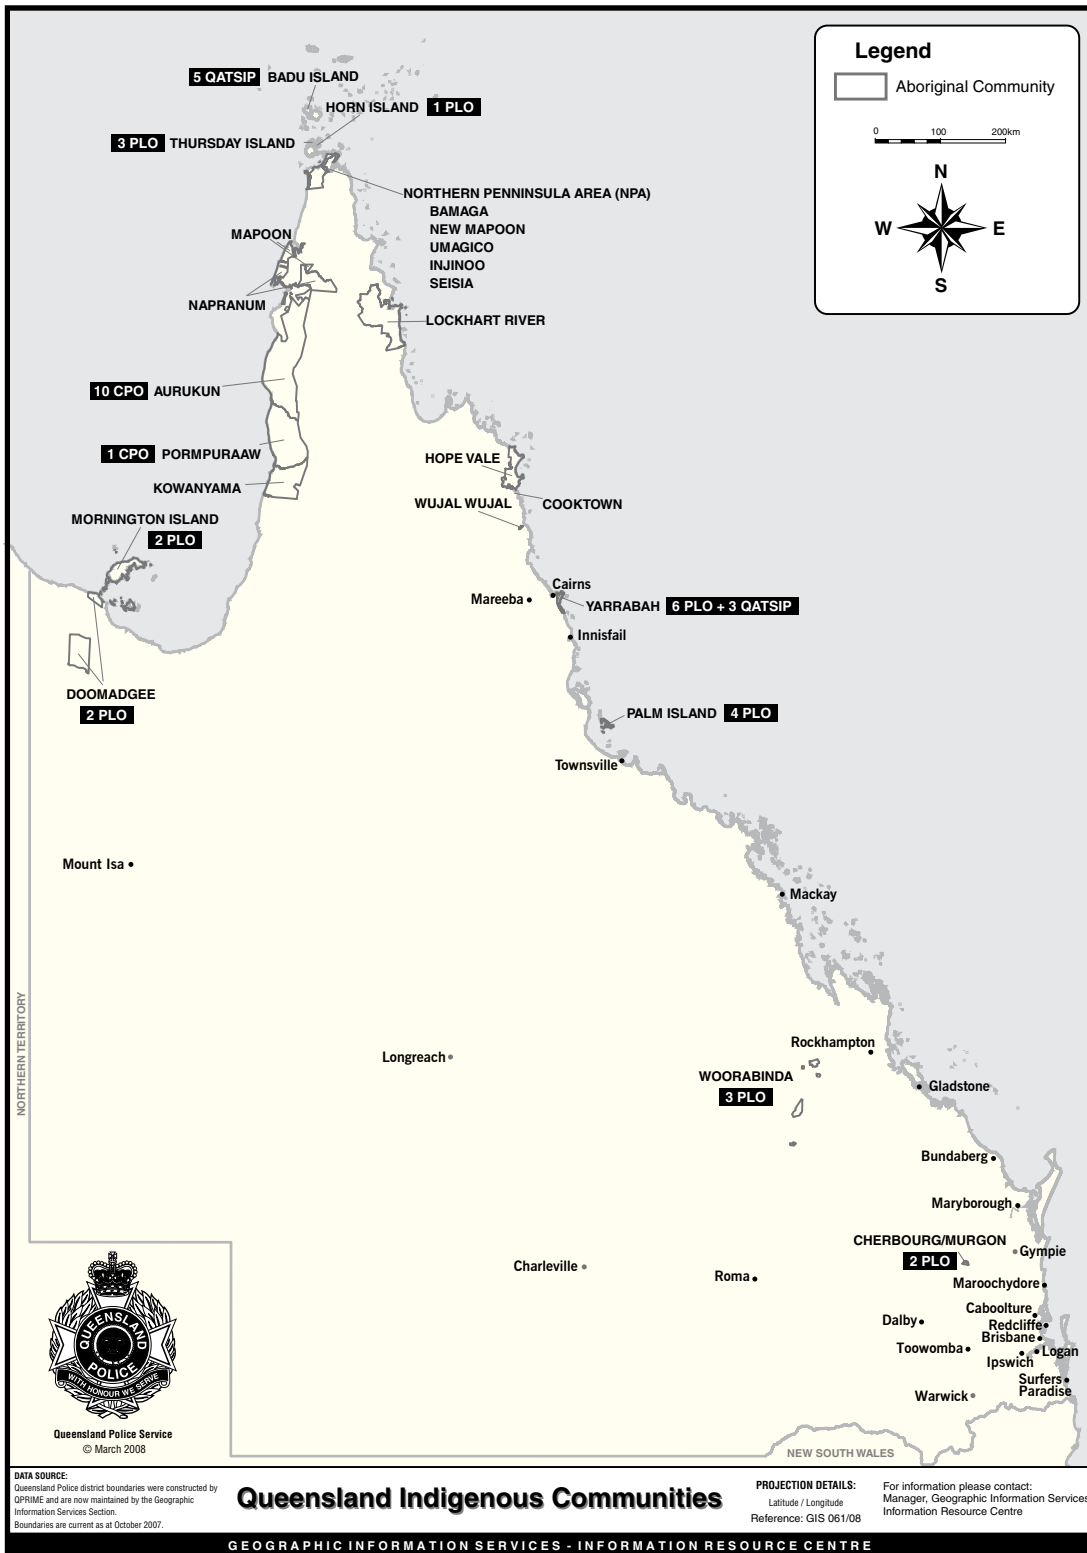 Legend
Aboriginal Community
0 100 200km
N
W E
S
5 QATSIP BADU ISLAND
HORN ISLAND 1 PLO
3 PLO THURSDAY ISLAND
NORTHERN PENNINSULA AREA (NPA)
BAMAGA
NEW MAPOON
UMAGICO
INJINOO
SEISIA
MAPOON
NAPRANUM
LOCKHART RIVER
10 CPO AURUKUN
1 CPO PORMPURAAW
KOWANYAMA
HOPE VALE
COOKTOWN
WUJAL WUJAL
MORNINGTON ISLAND
2 PLO
Cairns
Mareeba
YARRABAH 6 PLO + 3 QATSIP
Innisfail
DOOMADGEE
2 PLO
PALM ISLAND 4 PLO
Townsville
Mount Isa
Mackay
NORTHERN TERRITORY
Longreach
Rockhampton
WOORABINDA
3 PLO
Gladstone
Bundaberg
Maryborough
CHERBOURG/MURGON
2 PLO
Gympie
Charleville
Roma
Maroochydore
Caboolture
Dalby
Redcliffe
Brisbane
Toowomba
Logan
Ipswich
Surfers
Paradise
Warwick
NEW SOUTH WALES
QUEENSLAND
POLICE
WITH HONOUR WE SERVE
Queensland Police Service
© March 2008
DATA SOURCE:
Queensland Police district boundaries were constructed by
QPRIME and are now maintained by the Geographic
Information Services Section.
Boundaries are current as at October 2007.
Queensland Indigenous Communities
PROJECTION DETAILS:
Latitude / Longitude
Reference: GIS 061/08
For information please contact:
Manager, Geographic Information Services
Information Resource Centre
GEOGRAPHIC INFORMATION SERVICES - INFORMATION RESOURCE CENTRE